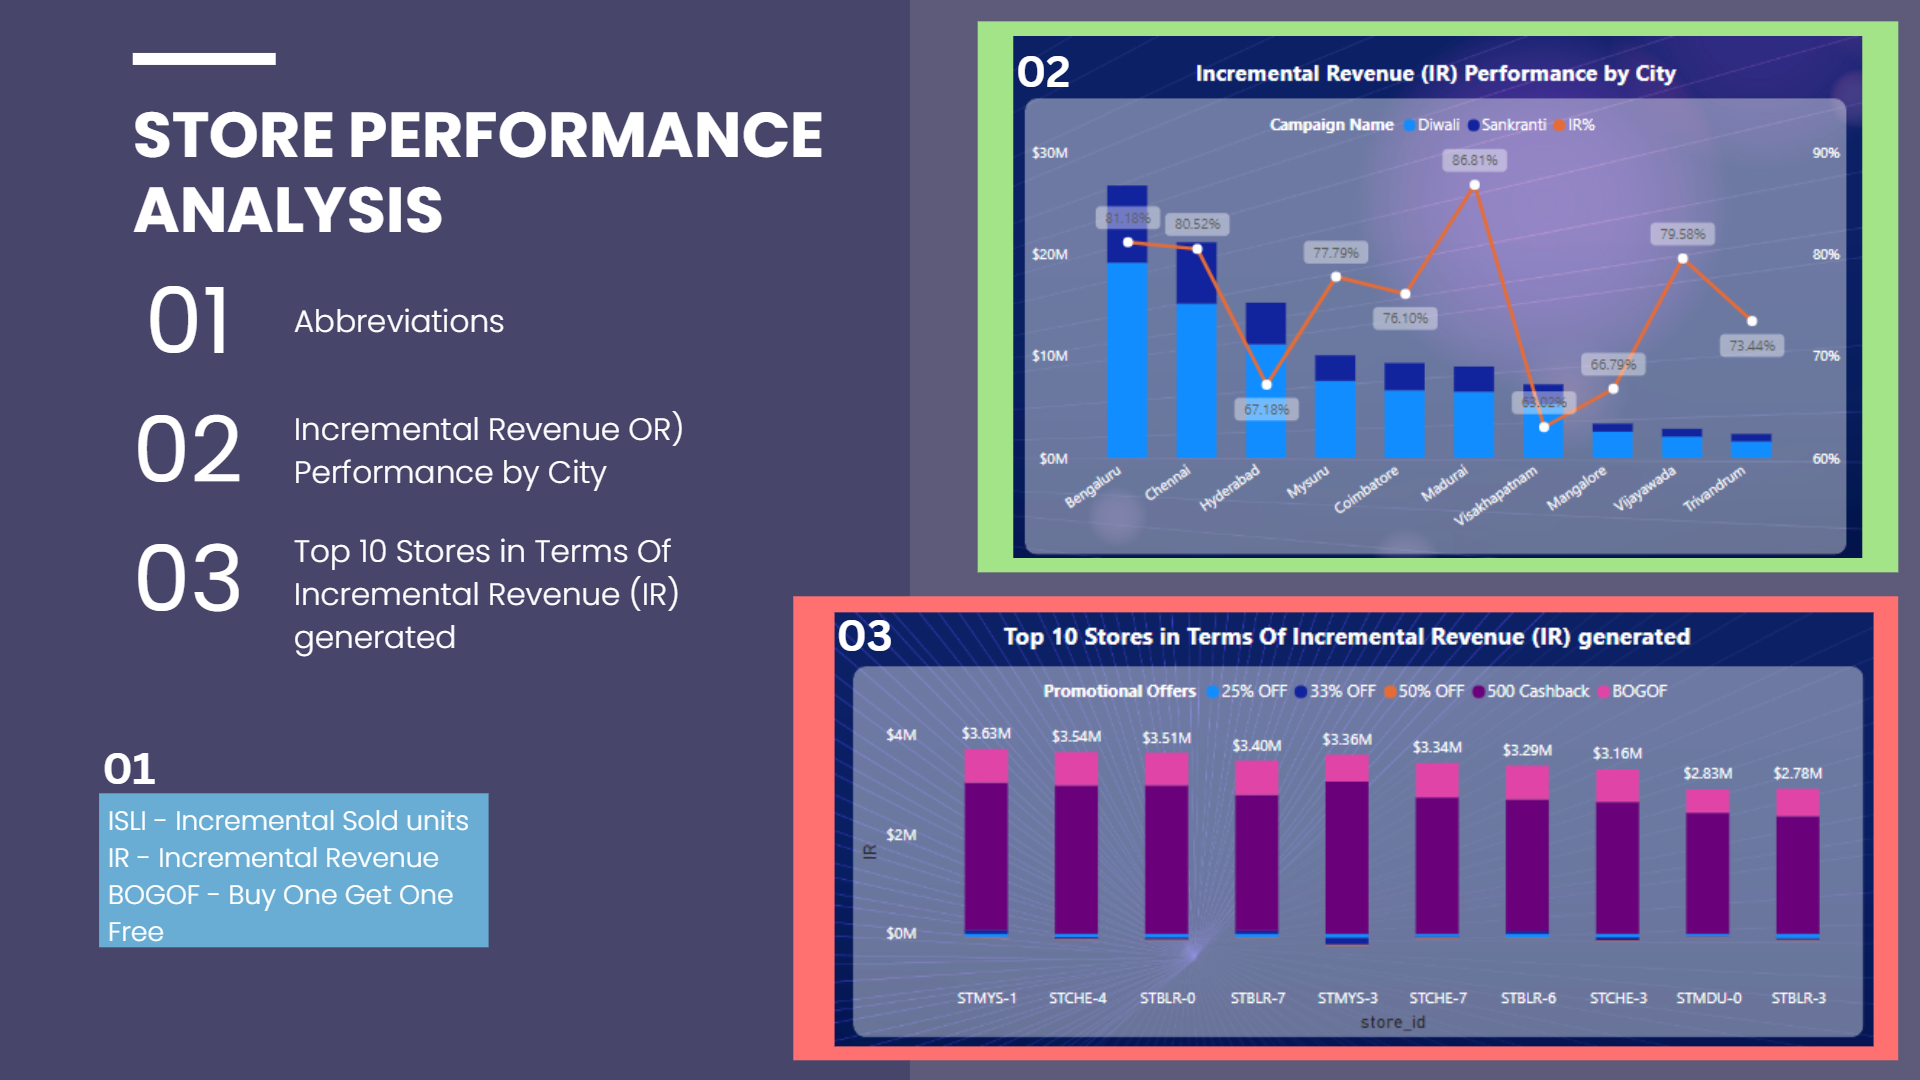 STORE PERFORMANCE
ANALYSIS
01
Abbreviations
02
Incremental Revenue OR)
Performance by City
03
Top 10 Stores in Terms Of
Incremental Revenue (IR)
generated
01
ISLI - Incremental Sold units
IR - Incremental Revenue
BOGOF - Buy One Get One
Free
02
Incremental Revenue (IR) Performance by City
Campaign Name Diwali Sankranti IR%
$30M
$20M
$10M
$0M
90%
80%
70%
60%
81.18%
80.52%
67.18%
77.79%
76.10%
86.81%
63.02%
66.79%
79.58%
73.44%
Bengaluru
Chennai
Hyderabad
Mysuru
Coimbatore
Madurai
Visakhapatnam
Mangalore
Vijayawada
Trivandrum
03
Top 10 Stores in Terms Of Incremental Revenue (IR) generated
Promotional Offers 25% OFF 33% OFF 50% OFF 500 Cashback BOGOF
IR
$4M
$2M
$0M
$3.63M
$3.54M
$3.51M
$3.40M
$3.36M
$3.34M
$3.29M
$3.16M
$2.83M
$2.78M
STMYS-1
STCHE-4
STBLR-0
STBLR-7
STMYS-3
STCHE-7
STBLR-6
STCHE-3
STMDU-0
STBLR-3
store_id